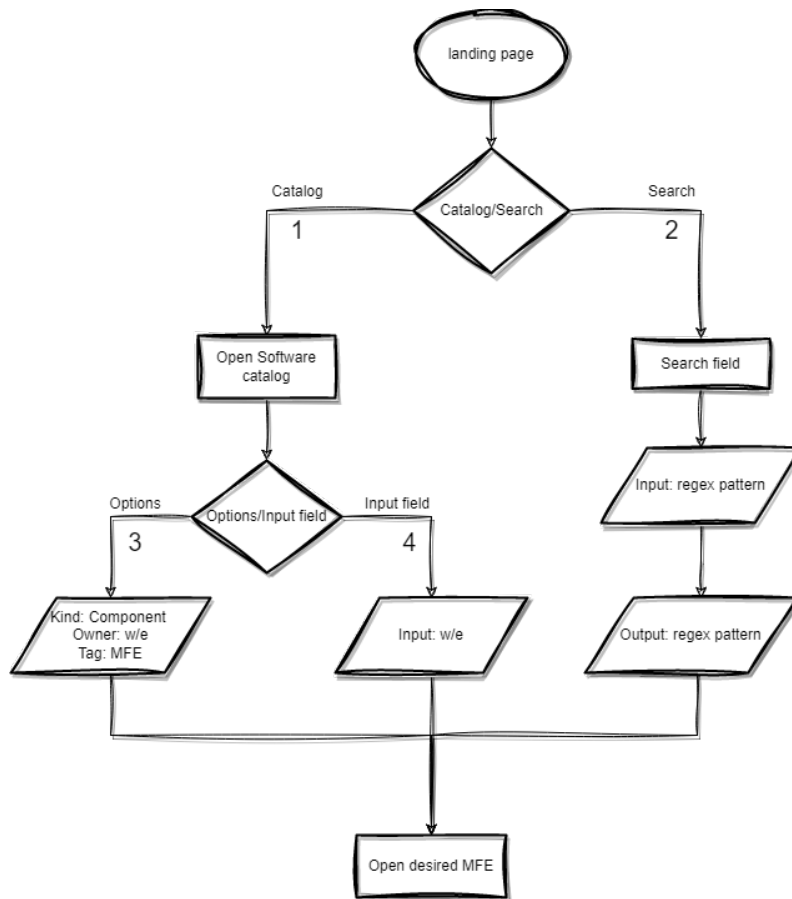 landing page
Catalog/Search
Catalog
1
Search
2
Open Software
catalog
Search field
Input: regex pattern
Options/Input field
Options
3
Input field
4
Kind: Component
Owner: w/e
Tag: MFE
Input: w/e
Output: regex pattern
Open desired MFE